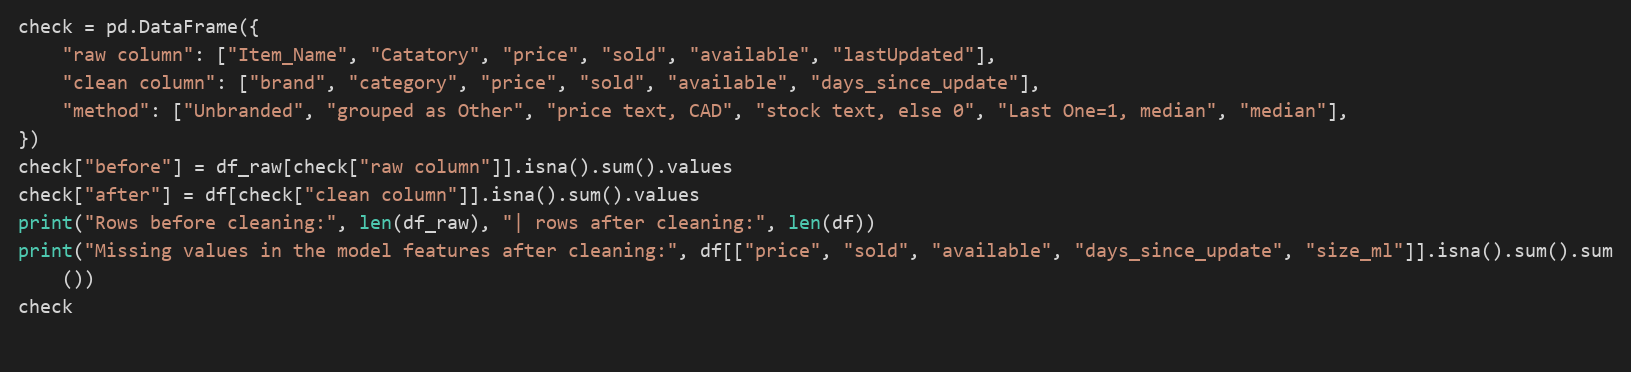 check = pd.DataFrame({
    "raw column": ["Item_Name", "Catatory", "price", "sold", "available", "lastUpdated"],
    "clean column": ["brand", "category", "price", "sold", "available", "days_since_update"],
    "method": ["Unbranded", "grouped as Other", "price text, CAD", "stock text, else 0", "Last One=1, median", "median"],
})
check["before"] = df_raw[check["raw column"]].isna().sum().values
check["after"] = df[check["clean column"]].isna().sum().values
print("Rows before cleaning:", len(df_raw), "| rows after cleaning:", len(df))
print("Missing values in the model features after cleaning:", df[["price", "sold", "available", "days_since_update", "size_ml"]].isna().sum().sum
    ())
check